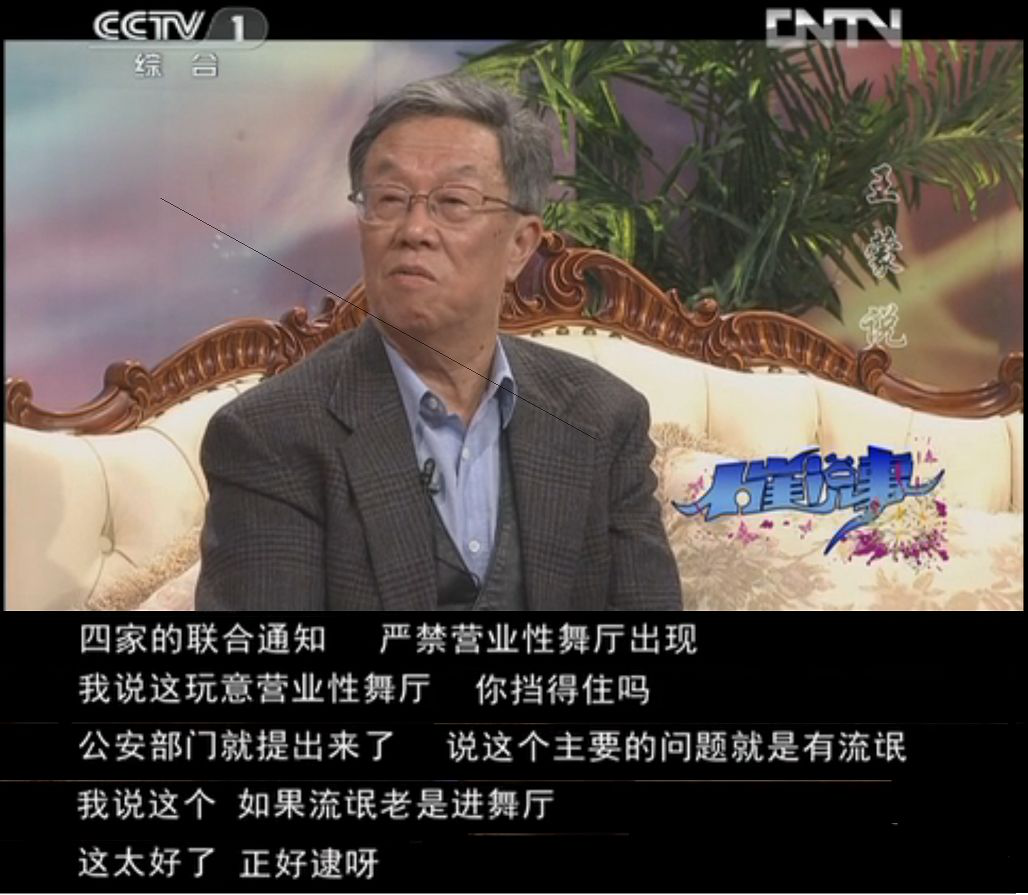 CCTV 1
CNTV
综合
王蒙说
崔说事
四家的联合通知 严禁营业性舞厅出现
我说这玩意营业性舞厅 你挡得住吗
公安部门就提出来了 说这个主要的问题就是有流氓
我说这个 如果流氓老是进舞厅
这太好了 正好逮呀